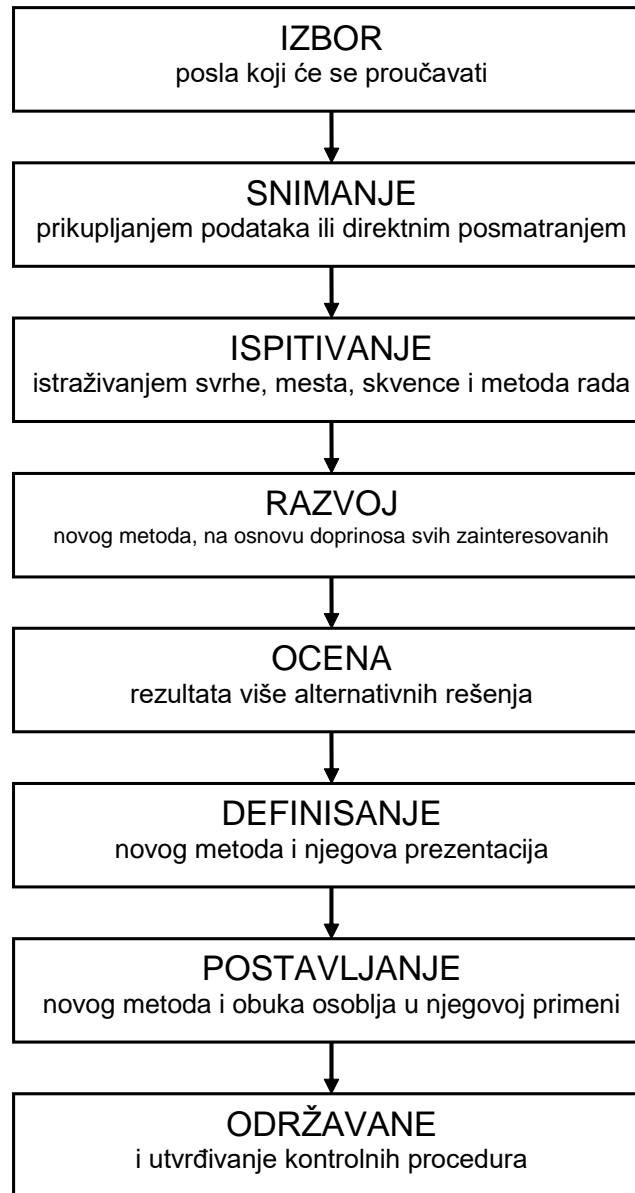 IZBOR
posla koji će se proučavati
SNIMANJE
prikupljanjem podataka ili direktnim posmatranjem
ISPITIVANJE
istraživanjem svrhe, mesta, skvence i metoda rada
RAZVOJ
novog metoda, na osnovu doprinosa svih zainteresovanih
OCENA
rezultata više alternativnih rešenja
DEFINISANJE
novog metoda i njegova prezentacija
POSTAVLJANJE
novog metoda i obuka osoblja u njegovoj primeni
ODRŽAVANE
i utvrđivanje kontrolnih procedura